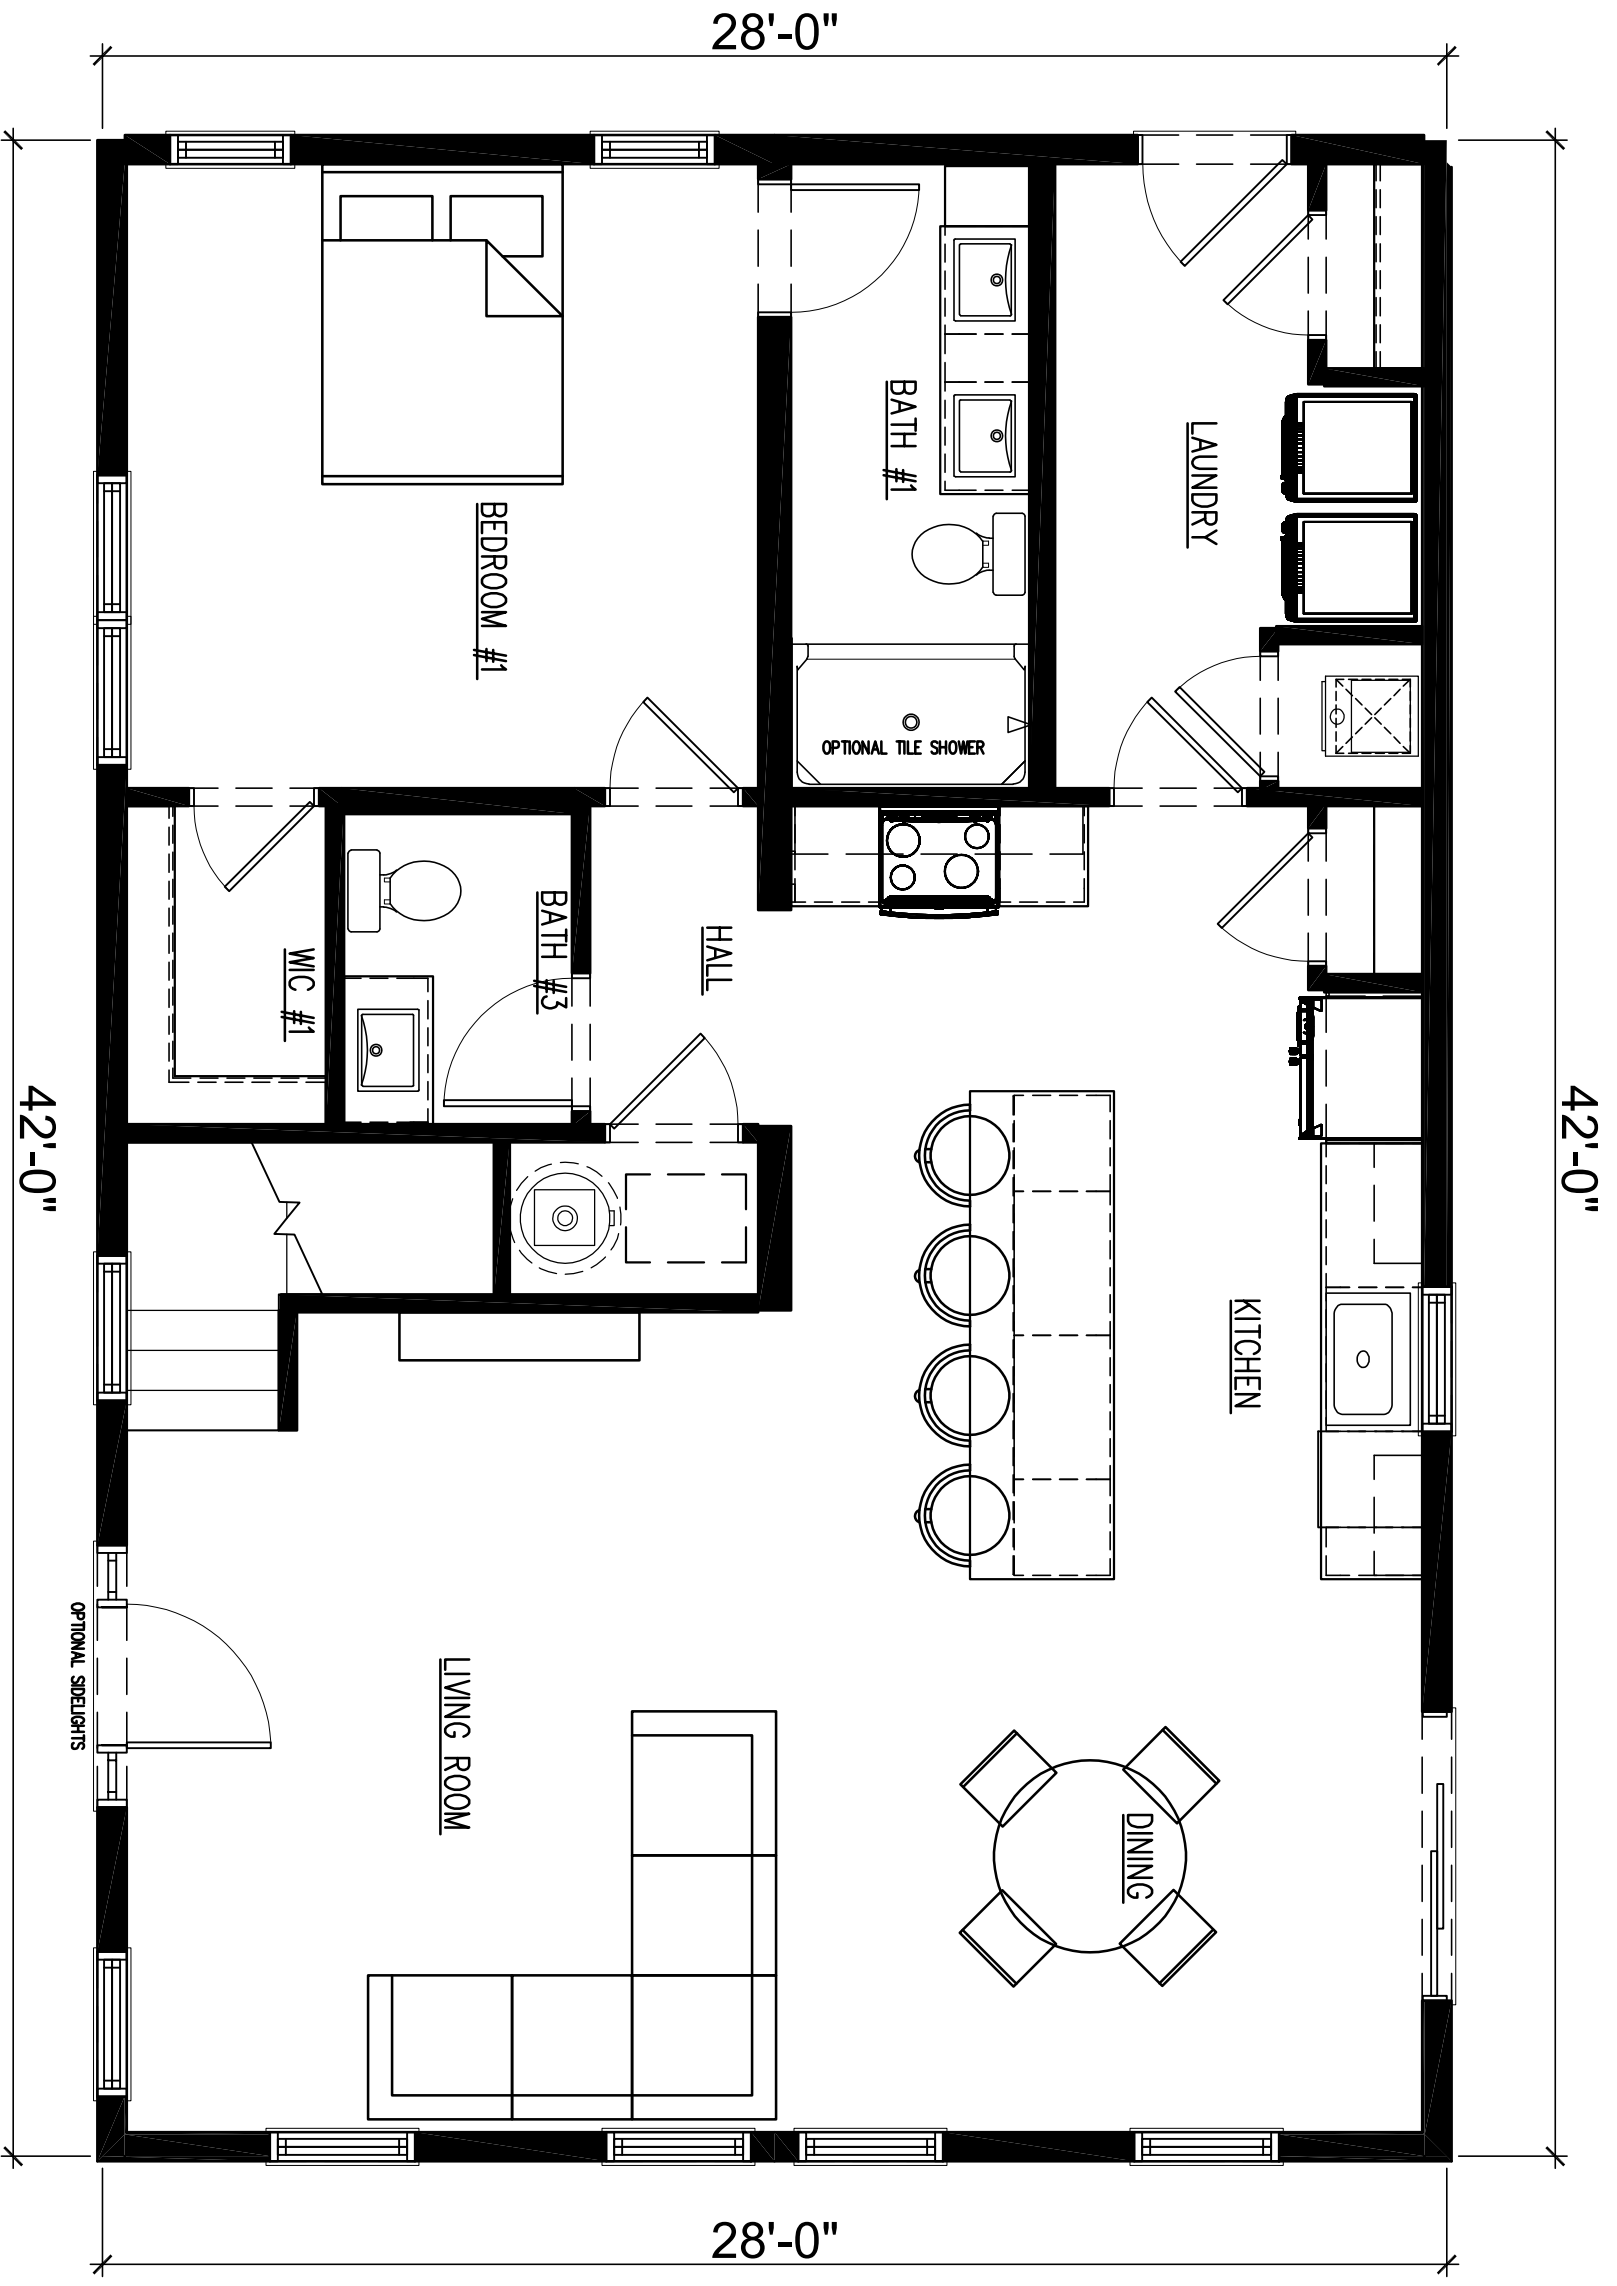 28'-0"
BATH #1
LAUNDRY
BEDROOM #1
OPTIONAL TILE SHOWER
BATH #3
HALL
WIC #1
42'-0"
42'-0"
KITCHEN
OPTIONAL SIDELIGHTS
LIVING ROOM
DINING
28'-0"